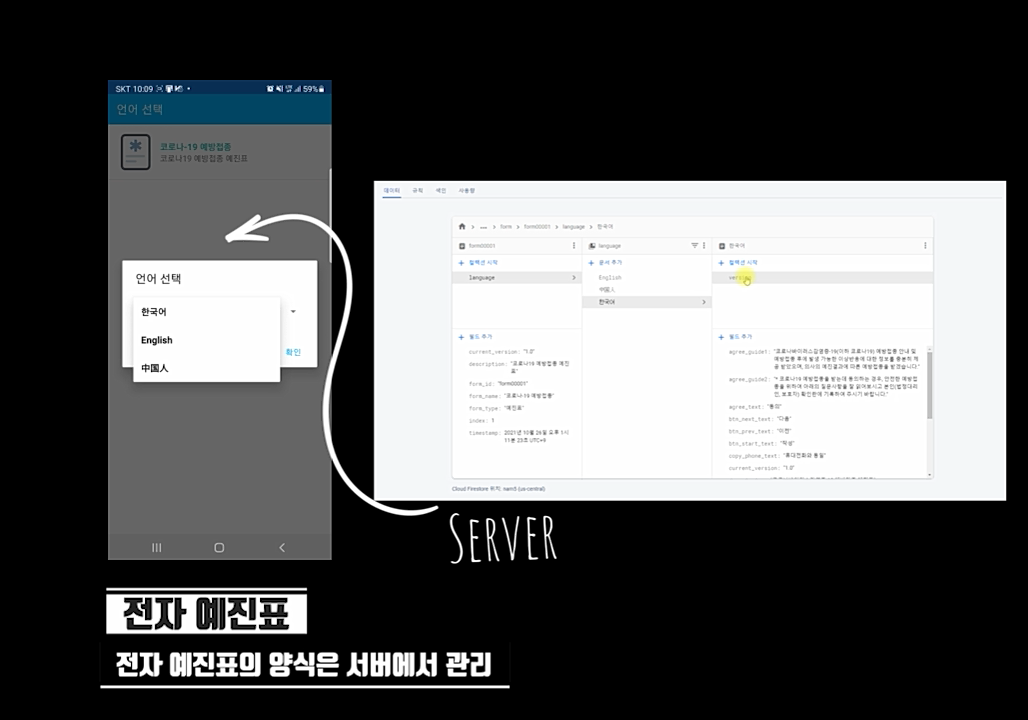 SKT 10:09
59%
언어 선택
코로나-19 예방접종
코로나19 예방접종 예진표
언어 선택
한국어
English
中国人
확인
데이터 규칙 색인 사용량
form form00001 language 한국어
form00001
language
한국어
컬렉션 시작
language
필드 추가
current_version: "1.0"
description: "코로나19 예방접종 예진
표"
form_id: "form00001"
form_name: "코로나-19 예방접종"
form_type: "예진표"
index: 1
timestamp: 2021년 10월 26일 오후 1시
11분 23초 UTC+9
문서 추가
English
中国人
한국어
컬렉션 시작
필드 추가
agree_guide1: "코로나바이러스감염증-19(이하 코로나19) 예방접종 안내 및
예방접종 후에 발생 가능한 이상반응에 대한 정보를 충분히 제
공 받았으며, 의사의 예진결과에 따른 예방접종을 받겠습니다."
agree_guide2: "* 코로나19 예방접종을 받는데 동의하는 경우, 안전한 예방접
종을 위하여 아래의 질문사항을 잘 읽어보시고 본인(법정대리
인, 보호자) 확인란에 기록하여 주시기 바랍니다."
agree_text: "동의"
btn_next_text: "다음"
btn_prev_text: "이전"
btn_start_text: "작성"
copy_phone_text: "휴대전화와 동일"
current_version: "1.0"
Cloud Firestore 위치: nam5 (us-central)
SERVER
전자 예진표
전자 예진표의 양식은 서버에서 관리